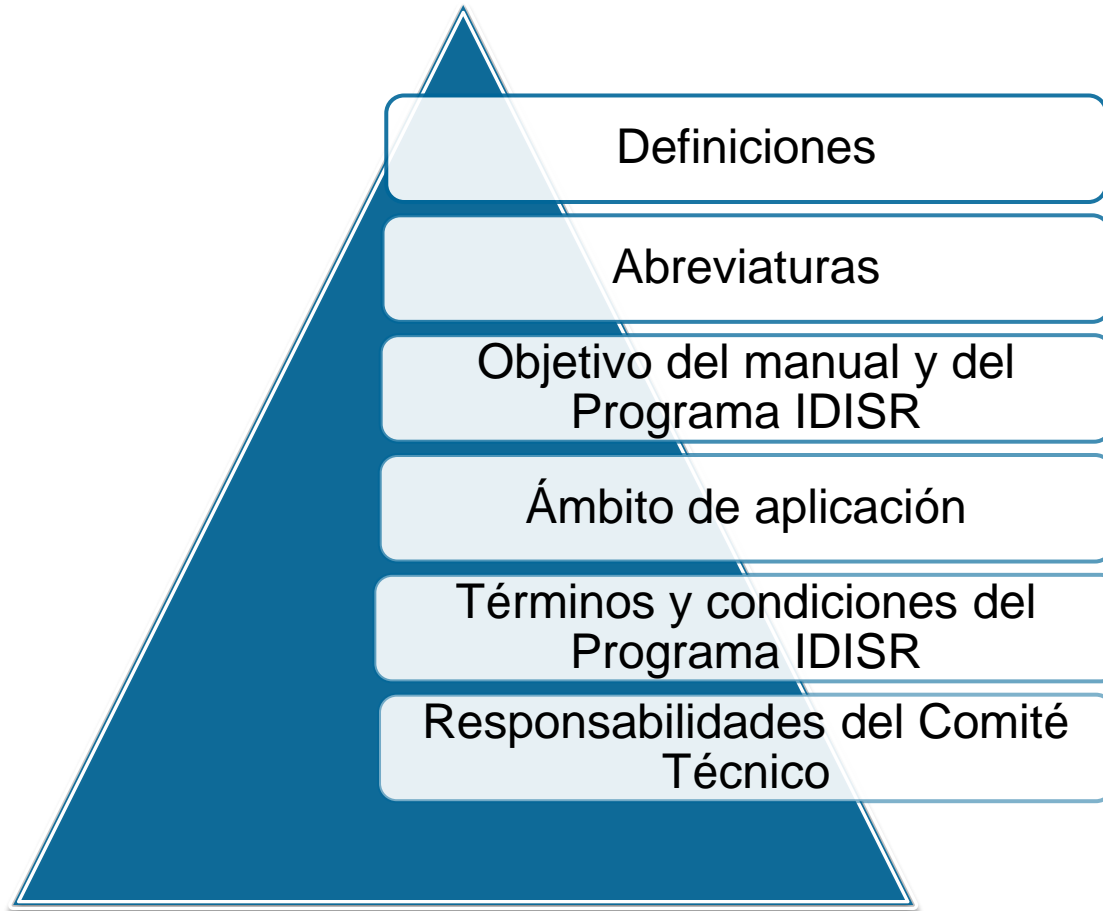 Definiciones
Abreviaturas
Objetivo del manual y del
Programa IDISR
Ámbito de aplicación
Términos y condiciones del
Programa IDISR
Responsabilidades del Comité
Técnico